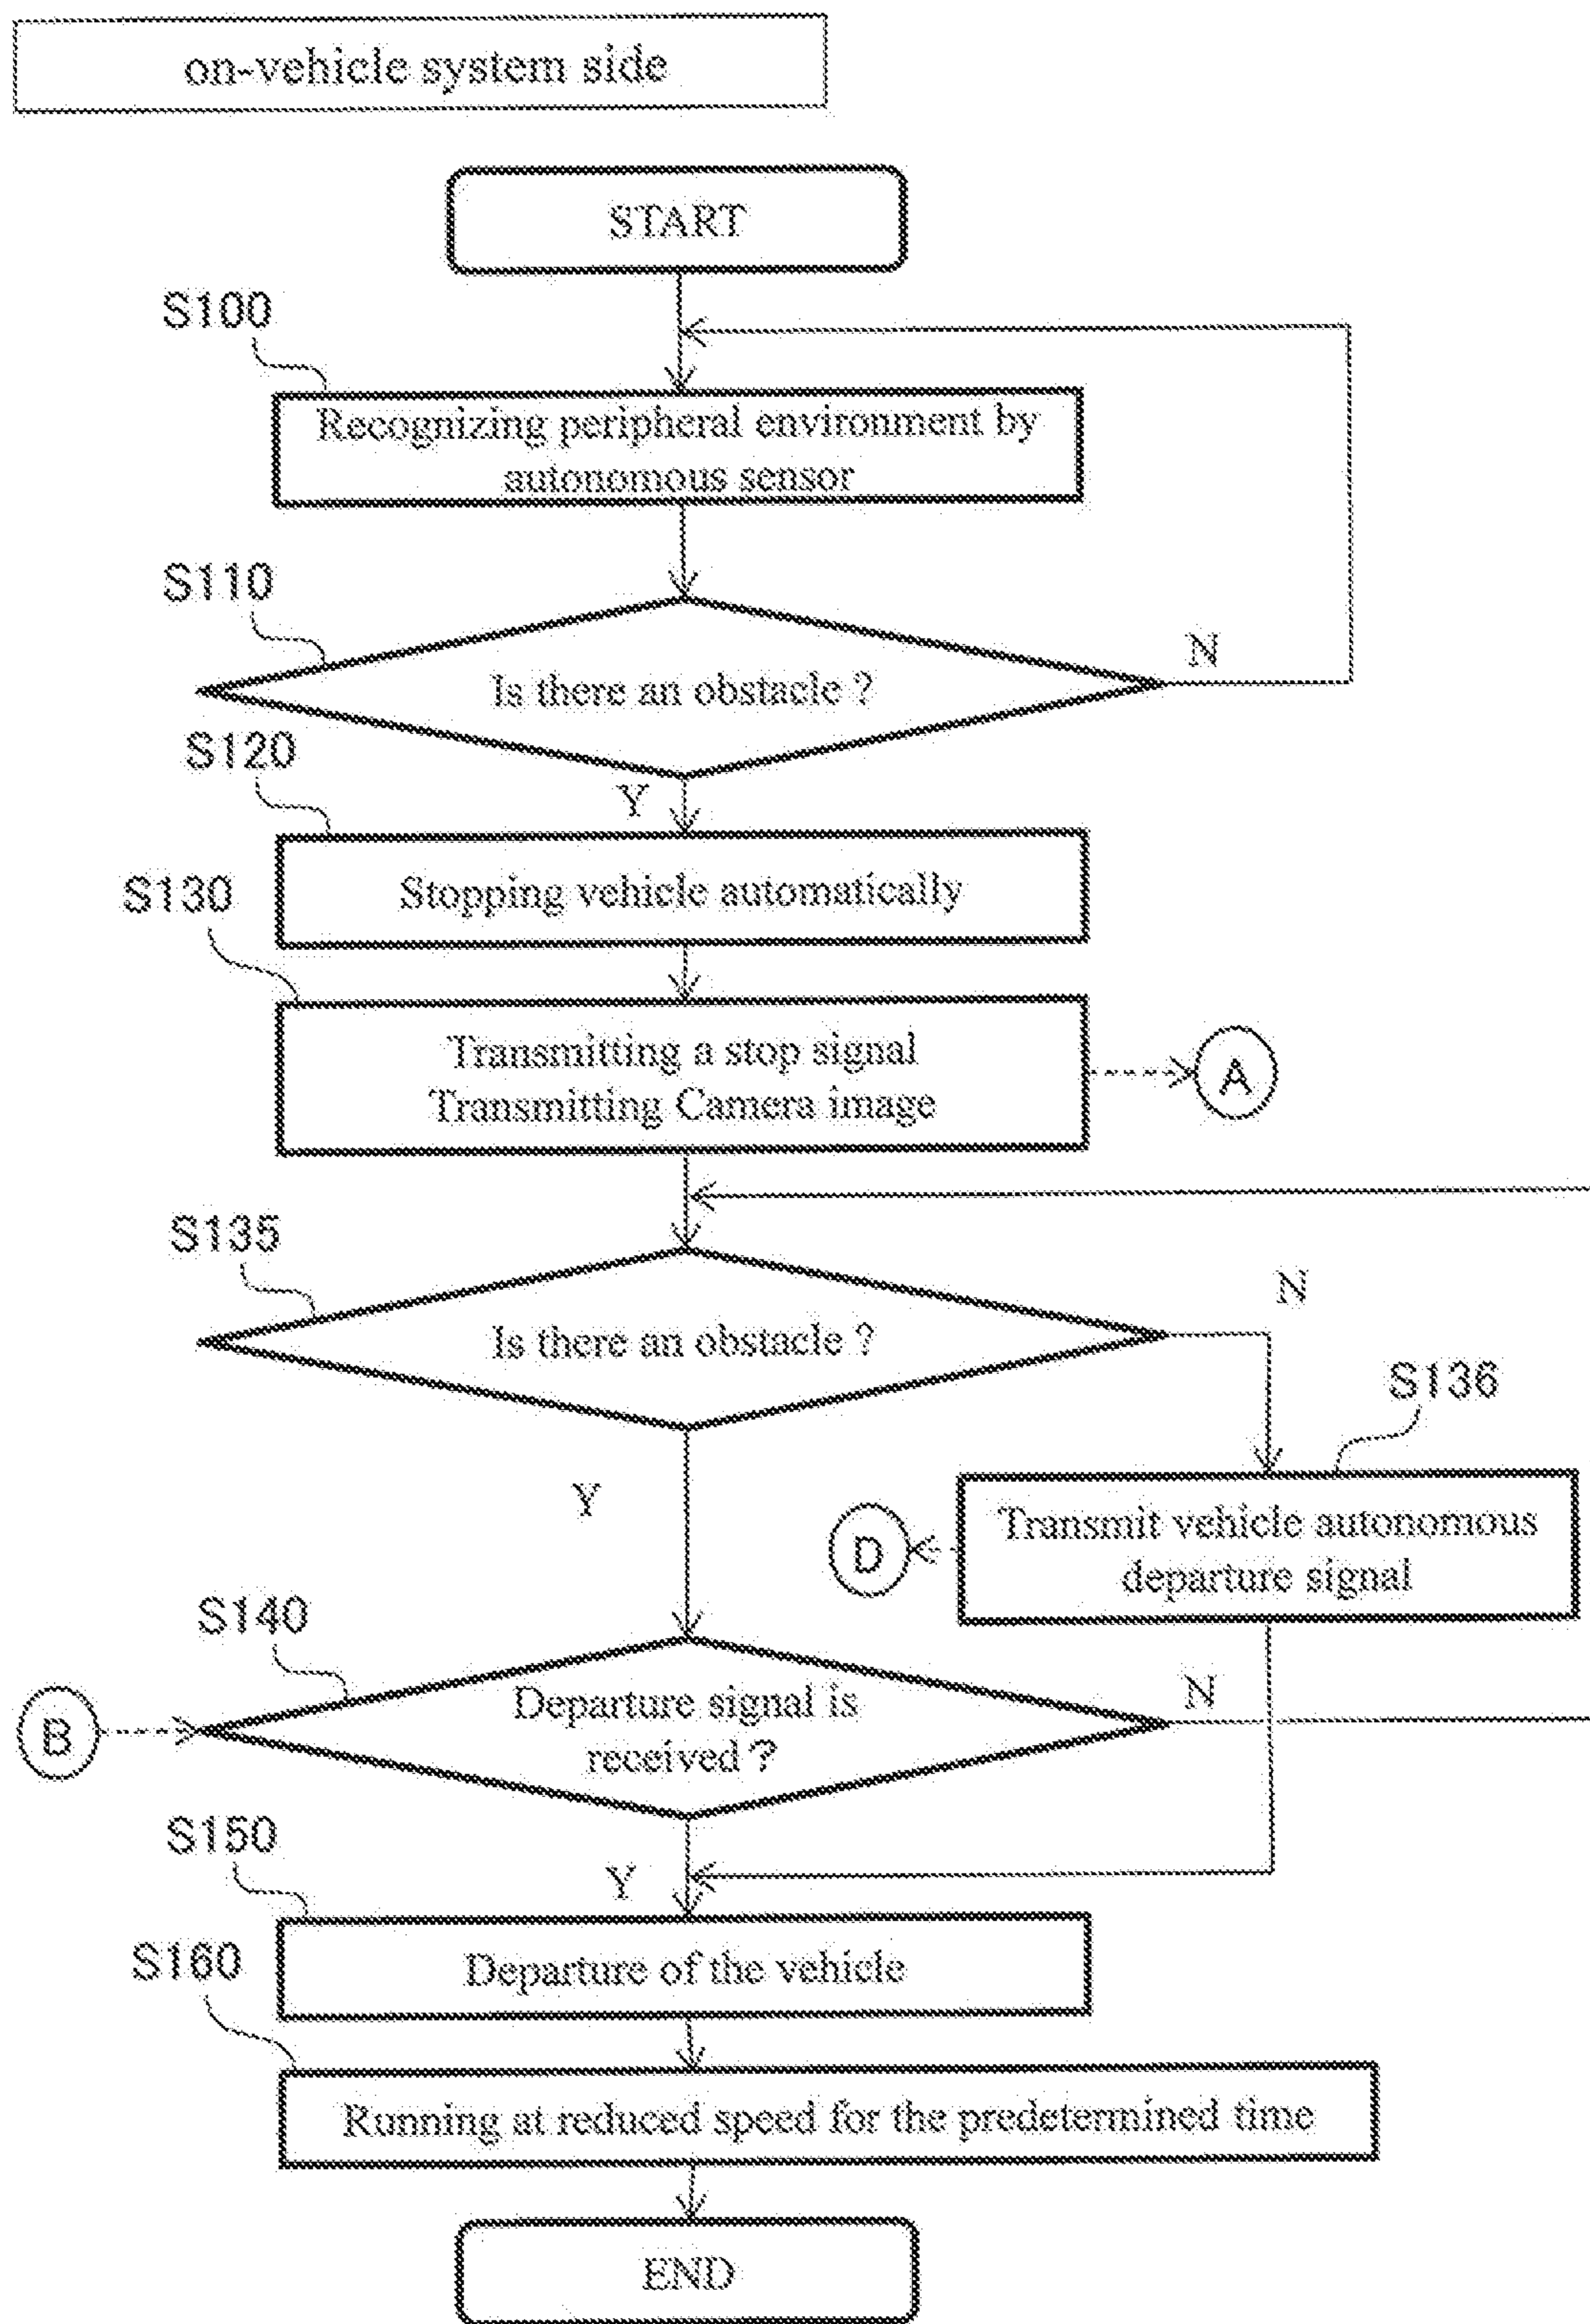 on-vehicle system side
START
S100
Recognizing peripheral environment by
autonomous sensor
S110
Is there an obstacle ?
N
S120
Y
Stopping vehicle automatically
S130
Transmitting a stop signal
Transmitting Camera image
A
S135
Is there an obstacle ?
N
S136
Y
Transmit vehicle autonomous
departure signal
D
S140
Departure signal is
received ?
N
B
S150
Y
Departure of the vehicle
S160
Running at reduced speed for the predetermined time
END